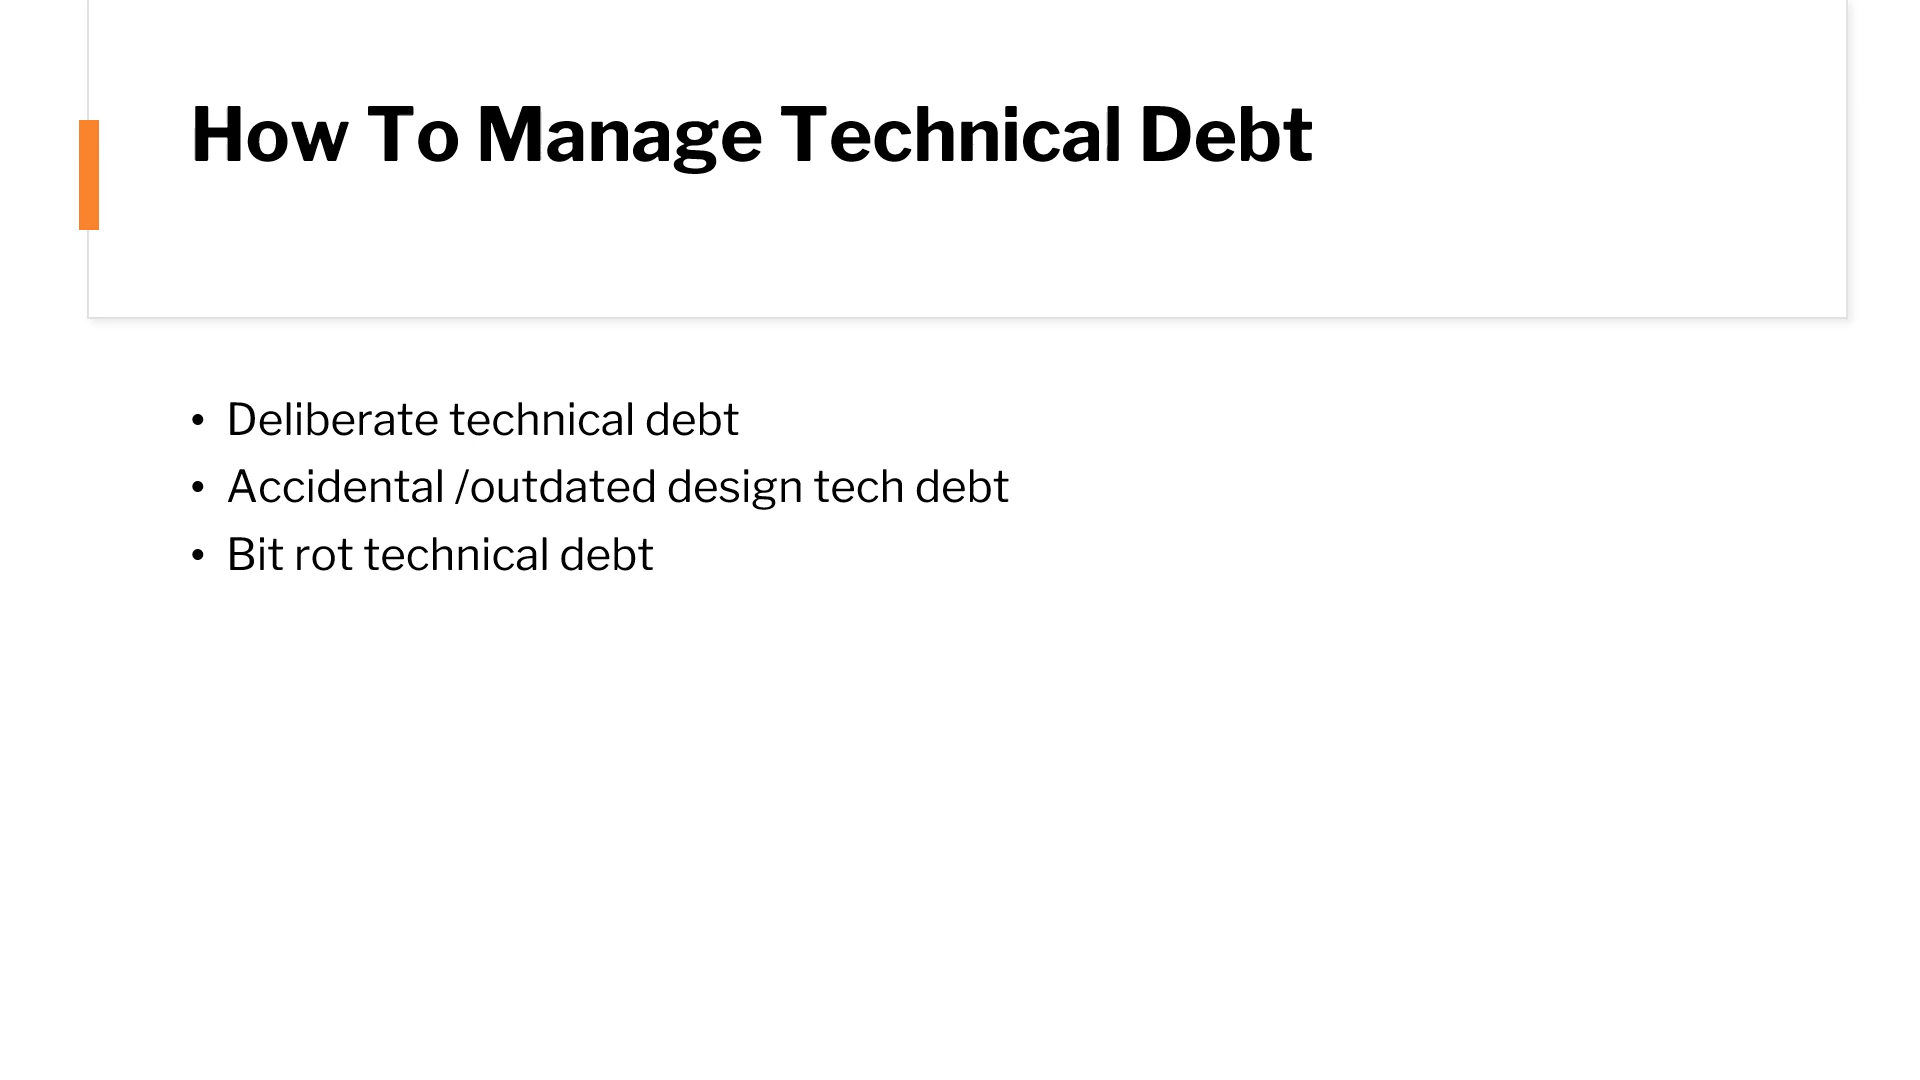 How To Manage Technical Debt
• Deliberate technical debt
• Accidental /outdated design tech debt
• Bit rot technical debt